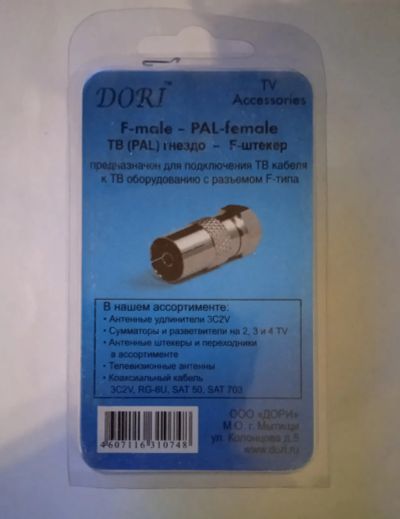 DORI™
TV
Accessories
F-male - PAL-female
ТВ (PAL) гнездо - F-штекер
предназначен для подключения ТВ кабеля
к ТВ оборудованию с разъемом F-типа
В нашем ассортименте:
• Антенные удлинители 3C2V
• Сумматоры и разветвители на 2, 3 и 4 TV
• Антенные штекеры и переходники
в ассортименте
• Телевизионные антенны
• Коаксиальный кабель
3C2V, RG-6U, SAT 50, SAT 703
4607116310748
ООО «ДОРИ»
М.О. г. Мытищи
ул. Колонцова д.5
www.dori.ru